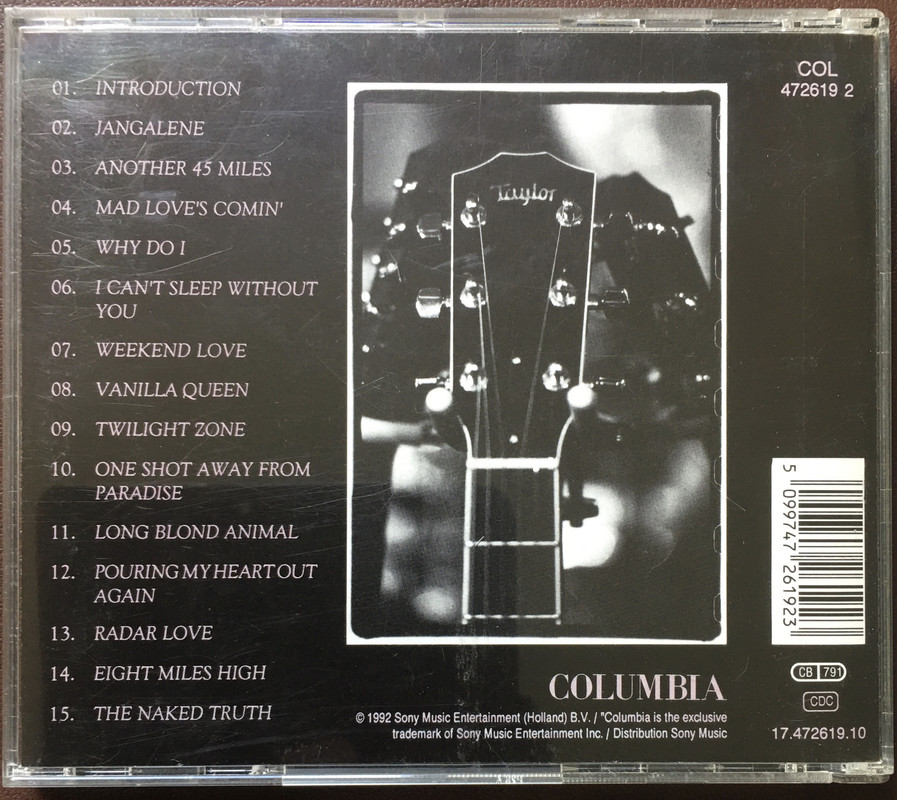 01. INTRODUCTION
02. JANGALENE
03. ANOTHER 45 MILES
04. MAD LOVE'S COMIN'
05. WHY DO I
06. I CAN'T SLEEP WITHOUT
YOU
07. WEEKEND LOVE
08. VANILLA QUEEN
09. TWILIGHT ZONE
10. ONE SHOT AWAY FROM
PARADISE
11. LONG BLOND ANIMAL
12. POURING MY HEART OUT
AGAIN
13. RADAR LOVE
14. EIGHT MILES HIGH
15. THE NAKED TRUTH
Taylor
COL
472619 2
5 099747 261923
CB 791
CDC
17.472619.10
COLUMBIA
© 1992 Sony Music Entertainment (Holland) B.V. / "Columbia is the exclusive
trademark of Sony Music Entertainment Inc. / Distribution Sony Music